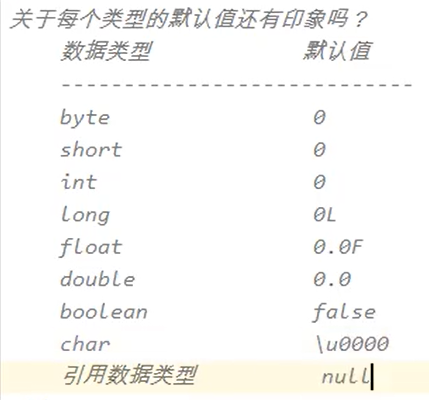 关于每个类型的默认值还有印象吗？
数据类型 默认值
----------------------------
byte 0
short 0
int 0
long 0L
float 0.0F
double 0.0
boolean false
char \u0000
引用数据类型 null